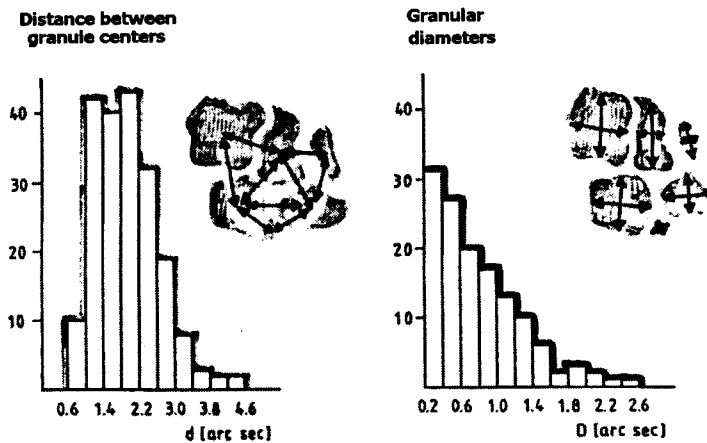 Distance between
granule centers
40
30
20
10
0.6 1.4 2.2 3.0 3.8 4.6
d [arc sec]
Granular
diameters
40
30
20
10
0.2 0.6 1.0 1.4 1.8 2.2 2.6
D [arc sec]